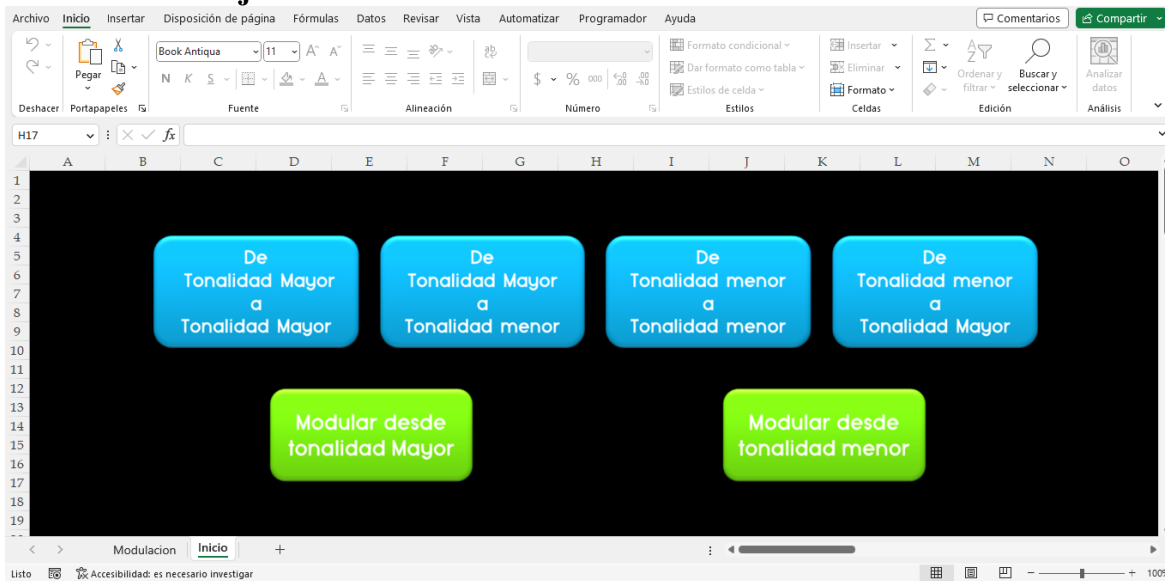 Archivo Inicio Insertar Disposición de página Fórmulas Datos Revisar Vista Automatizar Programador Ayuda Comentarios Compartir
Pegar
Book Antiqua 11 A^ A˅
N K S A
ab
$ % 000
Formato condicional
Dar formato como tabla
Estilos de celda
Insertar
Eliminar
Formato
Ordenar y filtrar
Buscar y seleccionar
Analizar datos
Deshacer Portapapeles Fuente Alineación Número Estilos Celdas Edición Análisis
H17 fx
A B C D E F G H I J K L M N O
1
2
3
4
5
6
7
8
9
10
11
12
13
14
15
16
17
18
19
De
Tonalidad Mayor
a
Tonalidad Mayor
De
Tonalidad Mayor
a
Tonalidad menor
De
Tonalidad menor
a
Tonalidad menor
De
Tonalidad menor
a
Tonalidad Mayor
Modular desde
tonalidad Mayor
Modular desde
tonalidad menor
Modulacion Inicio +
Listo Accesibilidad: es necesario investigar - + 100